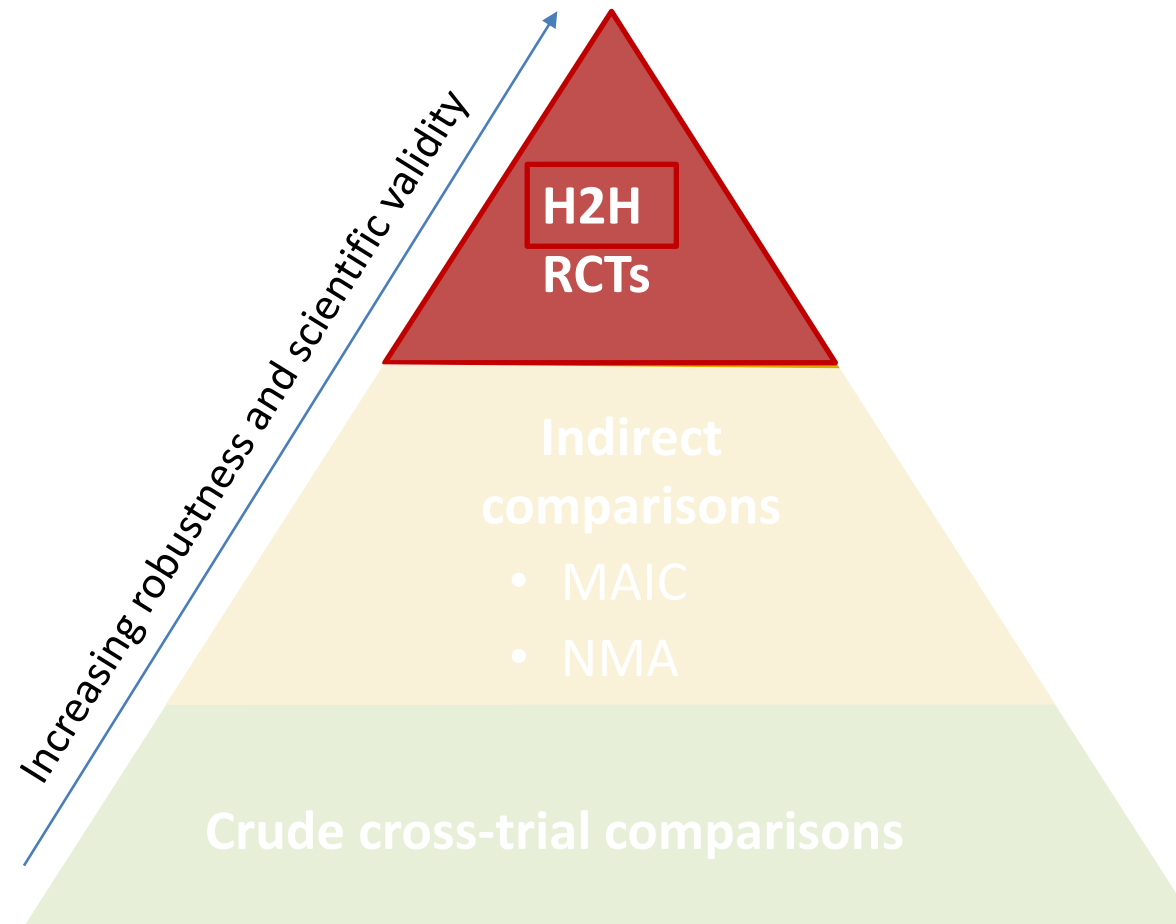 Increasing robustness and scientific validity
H2H
RCTs
Indirect
comparisons
• MAIC
• NMA
Crude cross-trial comparisons